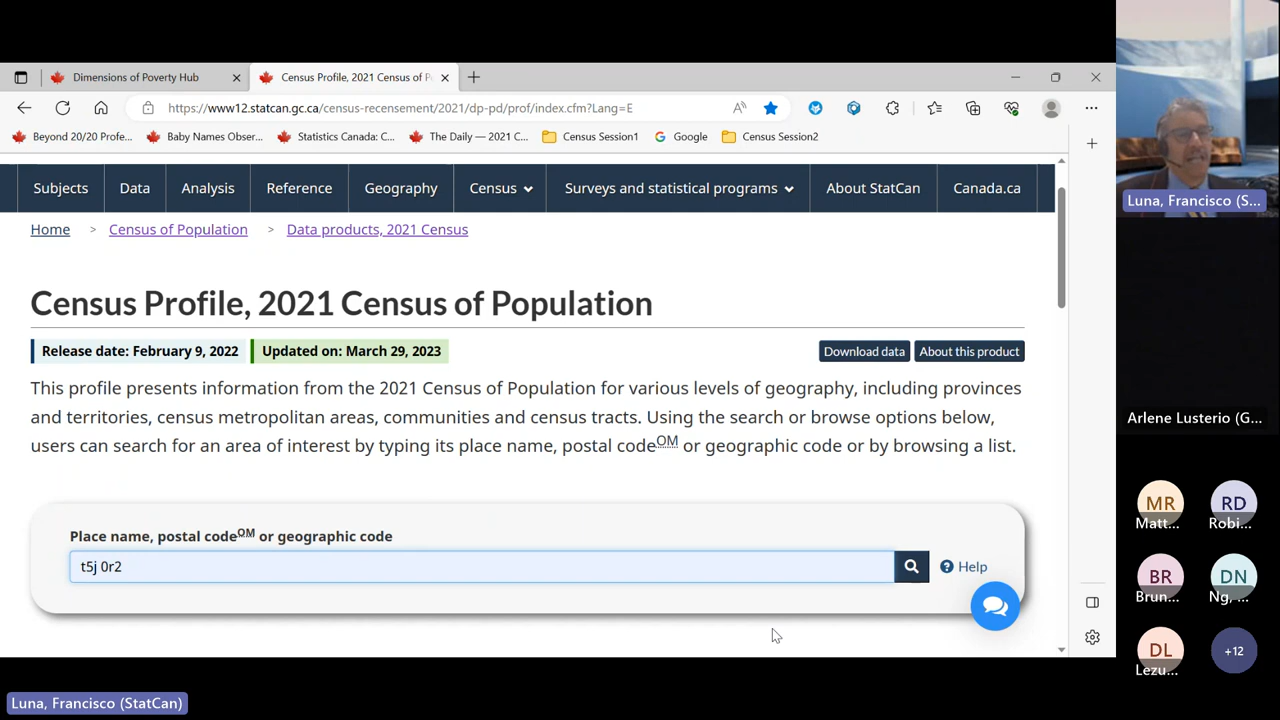 Dimensions of Poverty Hub
Census Profile, 2021 Census of P
https://www12.statcan.gc.ca/census-recensement/2021/dp-pd/prof/index.cfm?Lang=E
Beyond 20/20 Profe...
Baby Names Obser...
Statistics Canada: C...
The Daily — 2021 C...
Census Session1
Google
Census Session2
Subjects
Data
Analysis
Reference
Geography
Census
Surveys and statistical programs
About StatCan
Canada.ca
Home > Census of Population > Data products, 2021 Census
Census Profile, 2021 Census of Population
Release date: February 9, 2022
Updated on: March 29, 2023
Download data
About this product
This profile presents information from the 2021 Census of Population for various levels of geography, including provinces
and territories, census metropolitan areas, communities and census tracts. Using the search or browse options below,
users can search for an area of interest by typing its place name, postal codeOM or geographic code or by browsing a list.
Place name, postal codeOM or geographic code
t5j 0r2
Help
Luna, Francisco (S...
Arlene Lusterio (G...
MR
Matt...
RD
Robi...
BR
Brun...
DN
Ng, ...
DL
Lezu...
+12
Luna, Francisco (StatCan)